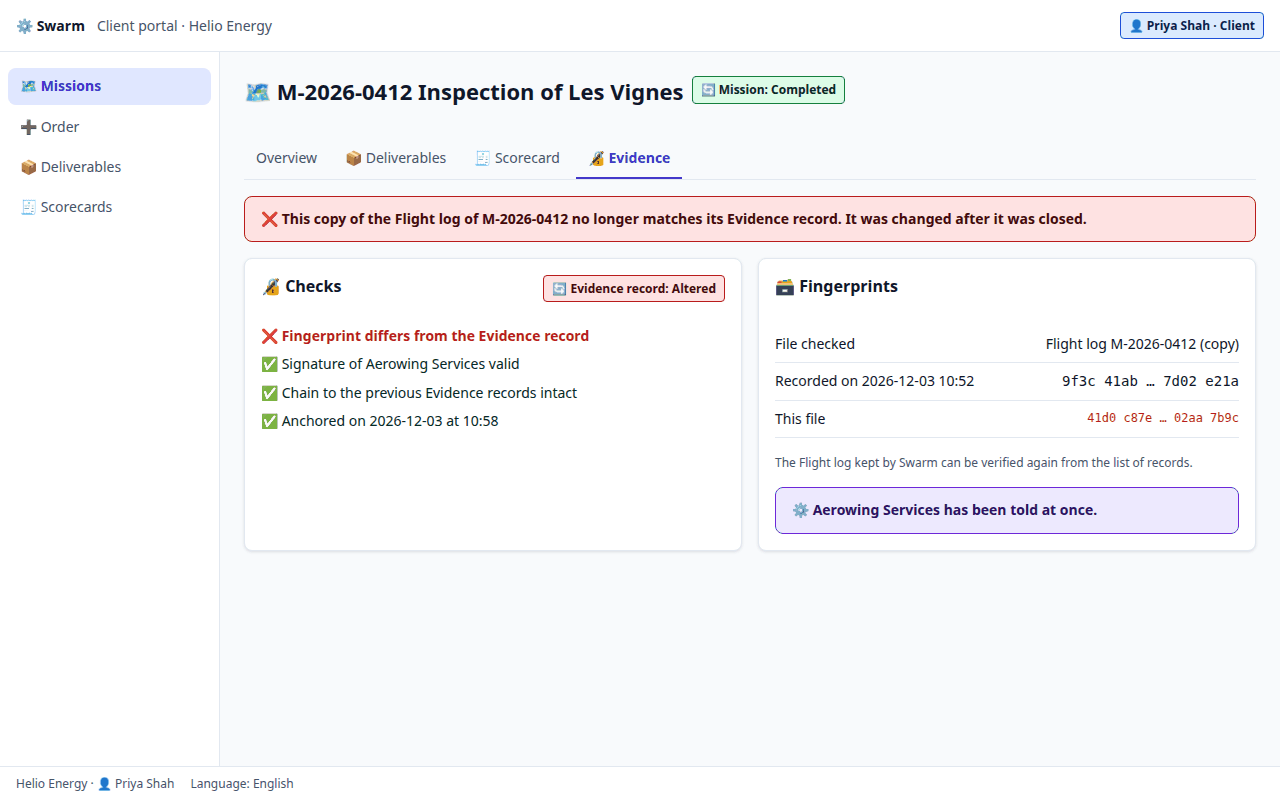 Swarm Client portal · Helio Energy
Priya Shah · Client
Missions
Order
Deliverables
Scorecards
M-2026-0412 Inspection of Les Vignes
Mission: Completed
Overview Deliverables Scorecard Evidence
This copy of the Flight log of M-2026-0412 no longer matches its Evidence record. It was changed after it was closed.
Checks
Evidence record: Altered
Fingerprint differs from the Evidence record
Signature of Aerowing Services valid
Chain to the previous Evidence records intact
Anchored on 2026-12-03 at 10:58
Fingerprints
File checked Flight log M-2026-0412 (copy)
Recorded on 2026-12-03 10:52 9f3c 41ab … 7d02 e21a
This file 41d0 c87e … 02aa 7b9c
The Flight log kept by Swarm can be verified again from the list of records.
Aerowing Services has been told at once.
Helio Energy · Priya Shah Language: English